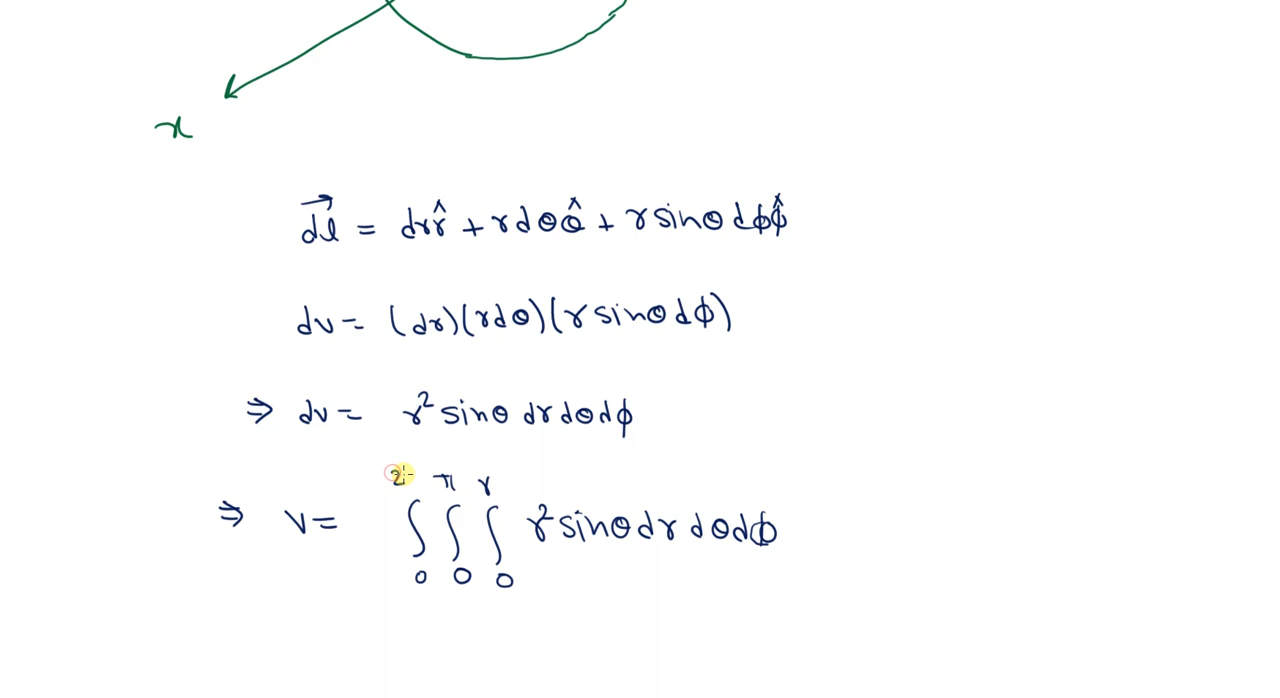 x
dl⃗ = dr r̂ + r dθ θ̂ + r sinθ dϕ ϕ̂
dv = (dr)(r dθ)(r sinθ dϕ)
⇒ dv = r² sinθ dr dθ dϕ
2 π r
⇒ v = ∫ ∫ ∫ r² sinθ dr dθ dϕ
0 0 0